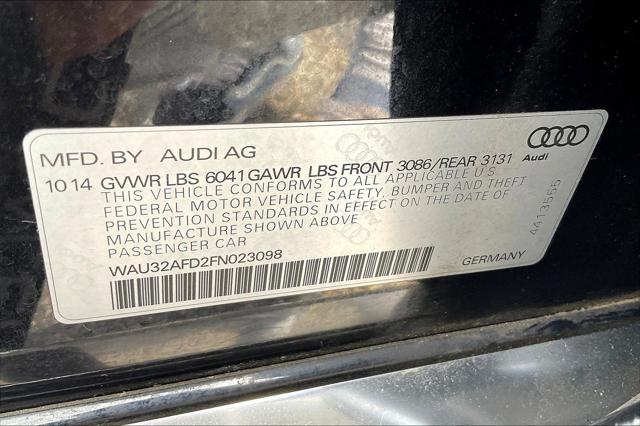 MFD. BY AUDI AG
Audi
10 14 GVWR LBS 6041 GAWR LBS FRONT 3086/REAR 3131
THIS VEHICLE CONFORMS TO ALL APPLICABLE U.S.
FEDERAL MOTOR VEHICLE SAFETY, BUMPER AND THEFT
PREVENTION STANDARDS IN EFFECT ON THE DATE OF
MANUFACTURE SHOWN ABOVE
PASSENGER CAR
4413555
WAU32AFD2FN023098
GERMANY